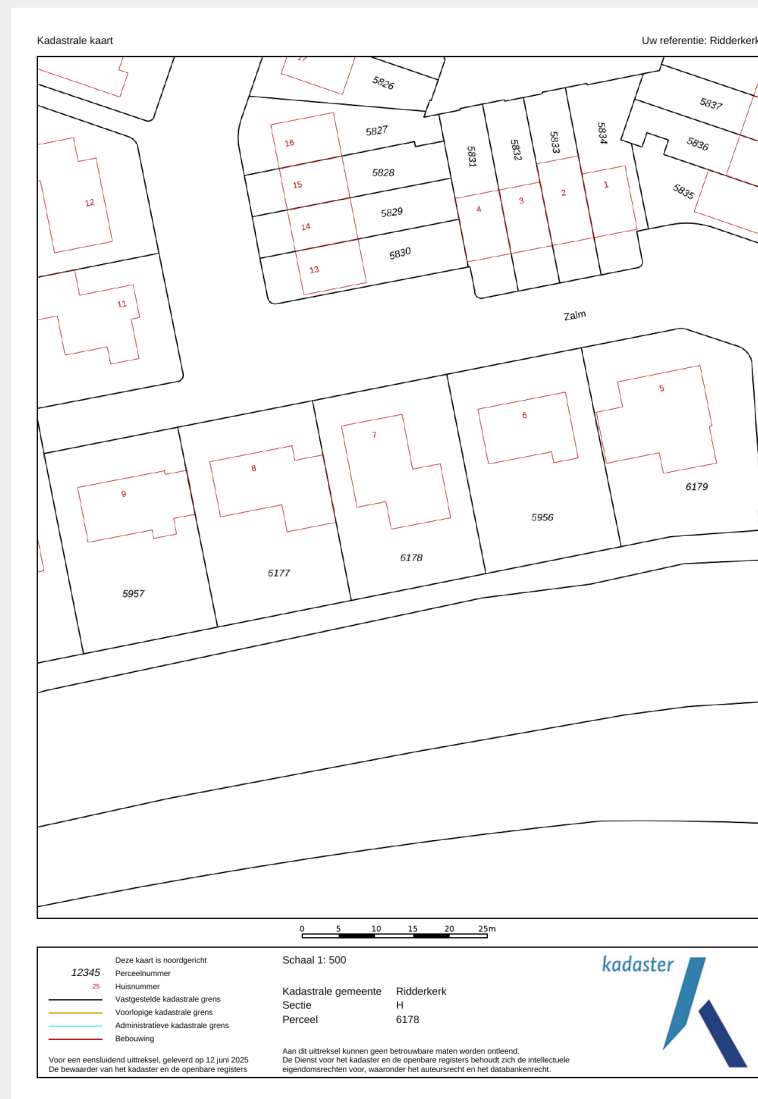 Kadastrale kaart
Uw referentie: Ridderkerk
17
5826
5837
16
5827
5831
5832
5833
5834
5836
15
5828
5835
12
14
5829
4
3
2
1
13
5830
11
Zalm
5
6
7
8
9
6179
5956
6178
6177
5957
0 5 10 15 20 25m
Deze kaart is noordgericht
12345 Perceelnummer
25 Huisnummer
Vastgestelde kadastrale grens
Voorlopige kadastrale grens
Administratieve kadastrale grens
Bebouwing
Voor een eensluidend uittreksel, geleverd op 12 juni 2025
De bewaarder van het kadaster en de openbare registers
Schaal 1: 500
Kadastrale gemeente Ridderkerk
Sectie H
Perceel 6178
Aan dit uittreksel kunnen geen betrouwbare maten worden ontleend.
De Dienst voor het kadaster en de openbare registers behoudt zich de intellectuele
eigendomsrechten voor, waaronder het auteursrecht en het databankenrecht.
kadaster